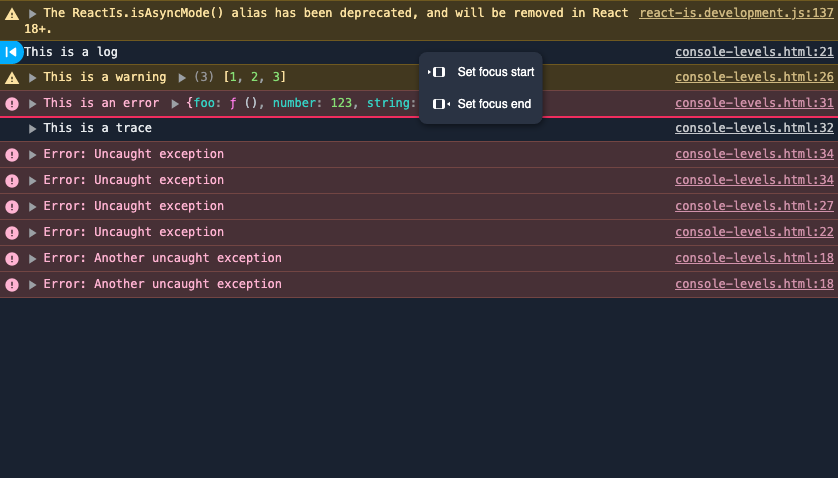 The ReactIs.isAsyncMode() alias has been deprecated, and will be removed in React react-is.development.js:137
18+.
This is a log console-levels.html:21
Set focus start
This is a warning (3) [1, 2, 3] console-levels.html:26
This is an error {foo: ƒ (), number: 123, string: console-levels.html:31
Set focus end
This is a trace console-levels.html:32
Error: Uncaught exception console-levels.html:34
Error: Uncaught exception console-levels.html:34
Error: Uncaught exception console-levels.html:27
Error: Uncaught exception console-levels.html:22
Error: Another uncaught exception console-levels.html:18
Error: Another uncaught exception console-levels.html:18